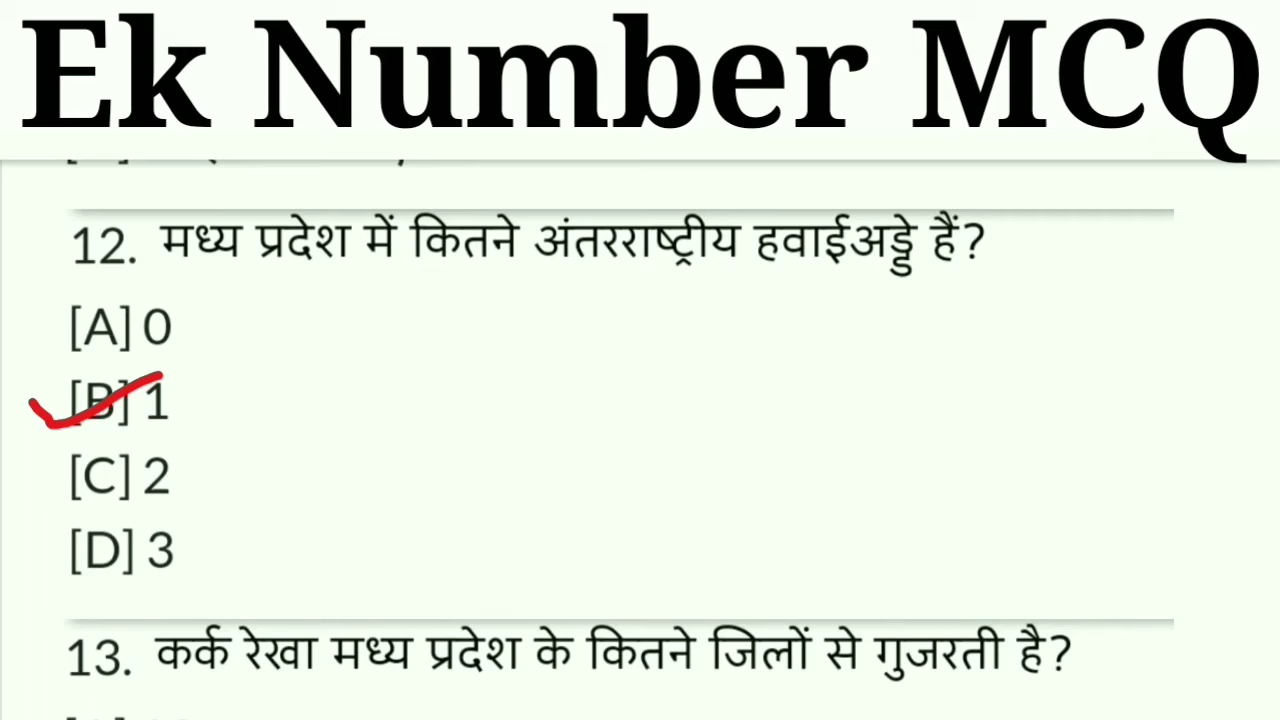 Ek Number MCQ
12. मध्य प्रदेश में कितने अंतरराष्ट्रीय हवाईअड्डे हैं?
[A] 0
[B] 1
[C] 2
[D] 3
13. कर्क रेखा मध्य प्रदेश के कितने जिलों से गुजरती है?